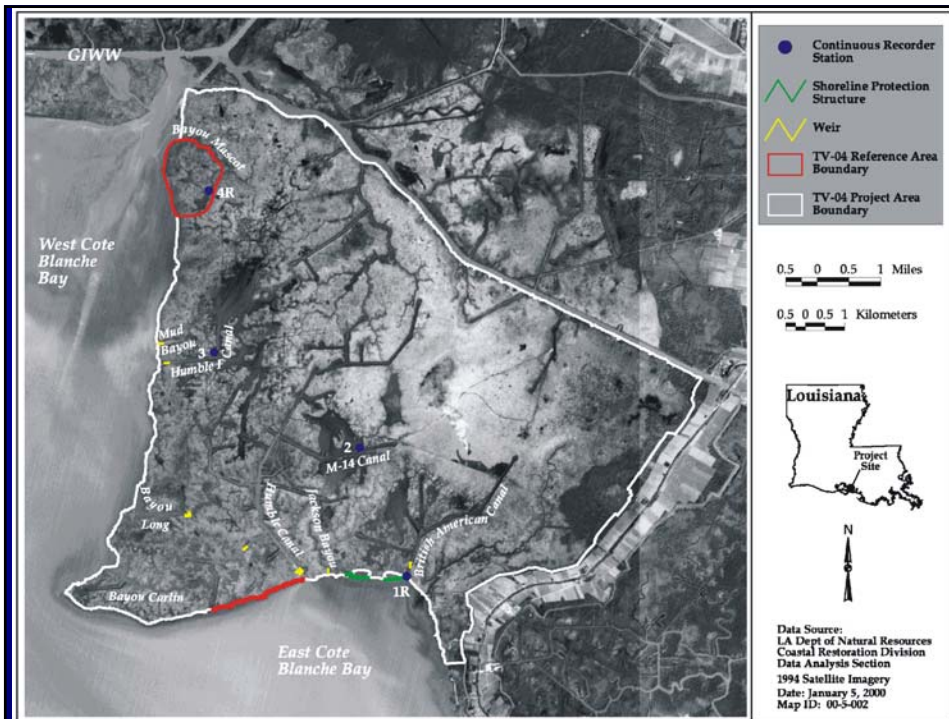 GIWW
Bayou Mascot
4R
West Cote
Blanche
Bay
Mud
Bayou
3
Humble F
Canal
2
M-14 Canal
Bayou
Long
Humble Canal
Jackson Bayou
British American Canal
1R
Bayou Carlin
East Cote
Blanche Bay
Continuous Recorder
Station
Shoreline Protection
Structure
Weir
TV-04 Reference Area
Boundary
TV-04 Project Area
Boundary
0.5 0 0.5 1 Miles
0.5 0 0.5 1 Kilometers
Louisiana
Project
Site
N
Data Source:
LA Dept of Natural Resources
Coastal Restoration Division
Data Analysis Section
1994 Satellite Imagery
Date: January 5, 2000
Map ID: 00-5-002